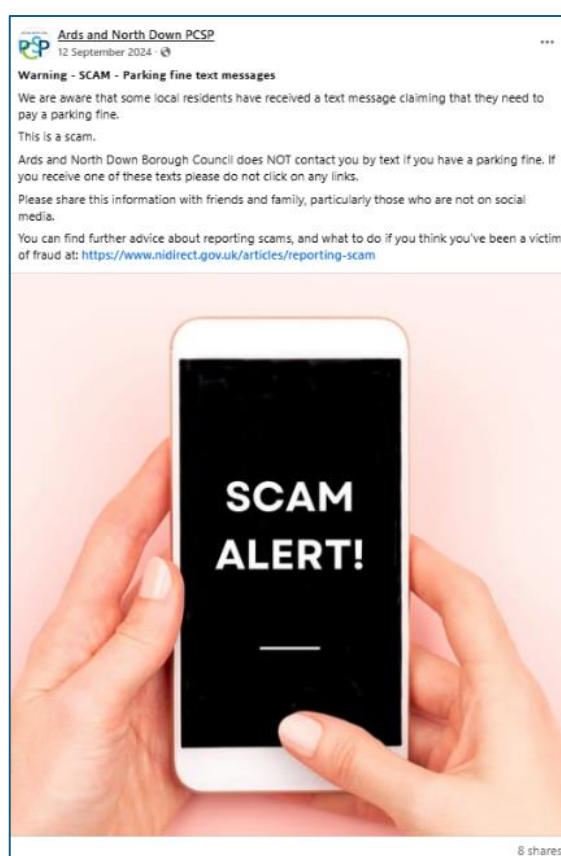 PCSP
Ards and North Down PCSP
12 September 2024 ·
Warning - SCAM - Parking fine text messages
We are aware that some local residents have received a text message claiming that they need to
pay a parking fine.
This is a scam.
Ards and North Down Borough Council does NOT contact you by text if you have a parking fine. If
you receive one of these texts please do not click on any links.
Please share this information with friends and family, particularly those who are not on social
media.
You can find further advice about reporting scams, and what to do if you think you've been a victim
of fraud at: https://www.nidirect.gov.uk/articles/reporting-scam
SCAM
ALERT!
8 shares